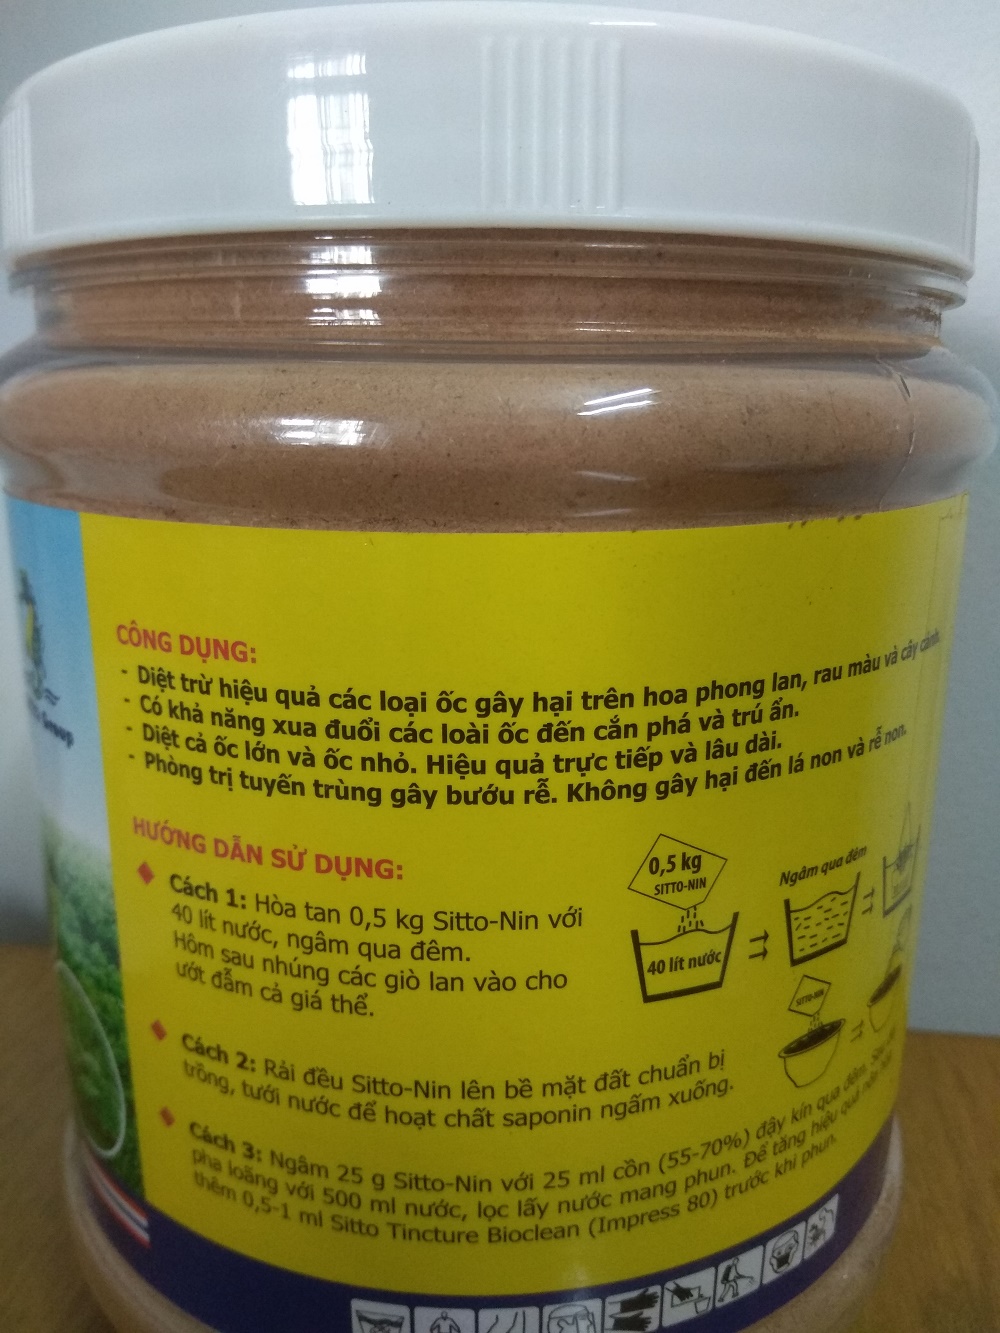 Group
CÔNG DỤNG:
- Diệt trừ hiệu quả các loại ốc gây hại trên hoa phong lan, rau màu và cây cảnh.
- Có khả năng xua đuổi các loài ốc đến cắn phá và trú ẩn.
- Diệt cả ốc lớn và ốc nhỏ. Hiệu quả trực tiếp và lâu dài.
- Phòng trị tuyến trùng gây bướu rễ. Không gây hại đến lá non và rễ non.
HƯỚNG DẪN SỬ DỤNG:
Cách 1: Hòa tan 0,5 kg Sitto-Nin với
40 lít nước, ngâm qua đêm.
Hôm sau nhúng các giò lan vào cho
ướt đẫm cả giá thể.
0,5 kg
SITTO-NIN
40 lít nước
Ngâm qua đêm
SITTO-NIN
Cách 2: Rải đều Sitto-Nin lên bề mặt đất chuẩn bị
trồng, tưới nước để hoạt chất saponin ngấm xuống.
Cách 3: Ngâm 25 g Sitto-Nin với 25 ml cồn (55-70%) đậy kín qua đêm.
pha loãng với 500 ml nước, lọc lấy nước mang phun. Để tăng hiệu quả
thêm 0,5-1 ml Sitto Tincture Bioclean (Impress 80) trước khi phun.